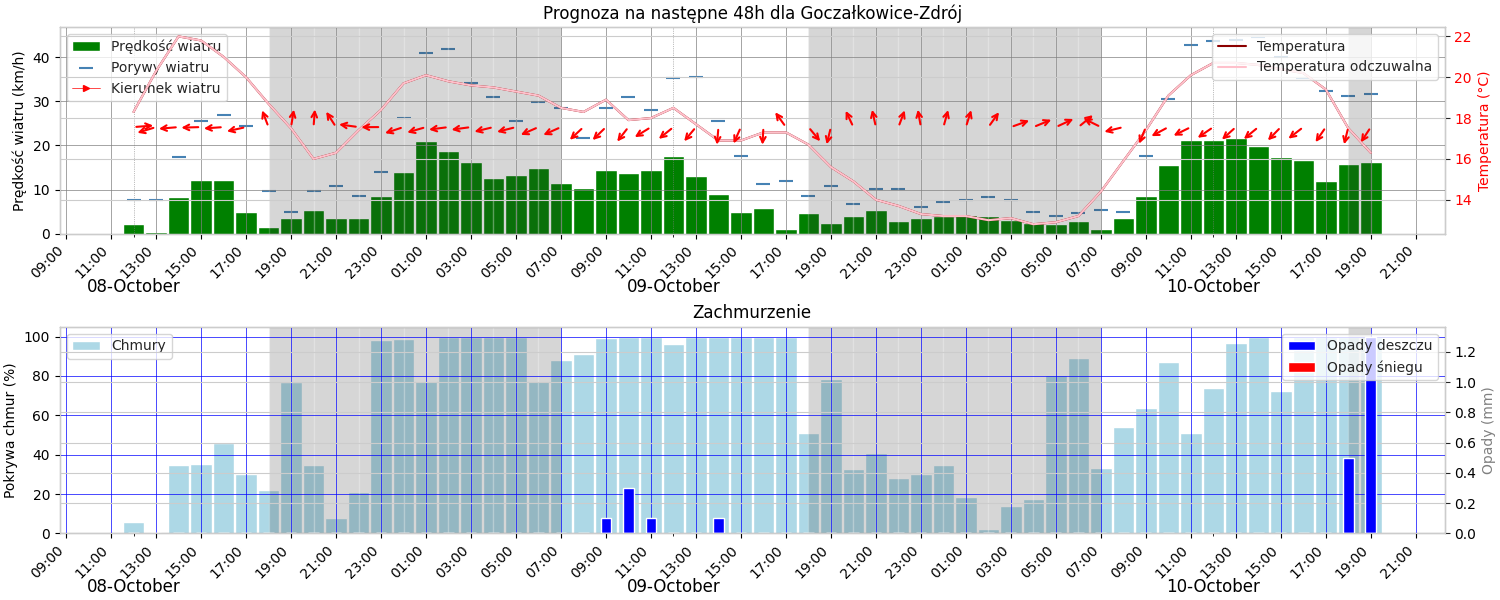 Prognoza na następne 48h dla Goczałkowice-Zdrój
Prędkość wiatru (km/h)
40
30
20
10
0
Prędkość wiatru
Porywy wiatru
Kierunek wiatru
Temperatura
Temperatura odczuwalna
22
20
18
16
14
Temperatura (°C)
09:00 11:00 13:00 15:00 17:00 19:00 21:00 23:00 01:00 03:00 05:00 07:00 09:00 11:00 13:00 15:00 17:00 19:00 21:00 23:00 01:00 03:00 05:00 07:00 09:00 11:00 13:00 15:00 17:00 19:00 21:00
08-October 09-October 10-October
Zachmurzenie
Pokrywa chmur (%)
100
80
60
40
20
0
Chmury
Opady deszczu
Opady śniegu
1.2
1.0
0.8
0.6
0.4
0.2
0.0
Opady (mm)
09:00 11:00 13:00 15:00 17:00 19:00 21:00 23:00 01:00 03:00 05:00 07:00 09:00 11:00 13:00 15:00 17:00 19:00 21:00 23:00 01:00 03:00 05:00 07:00 09:00 11:00 13:00 15:00 17:00 19:00 21:00
08-October 09-October 10-October